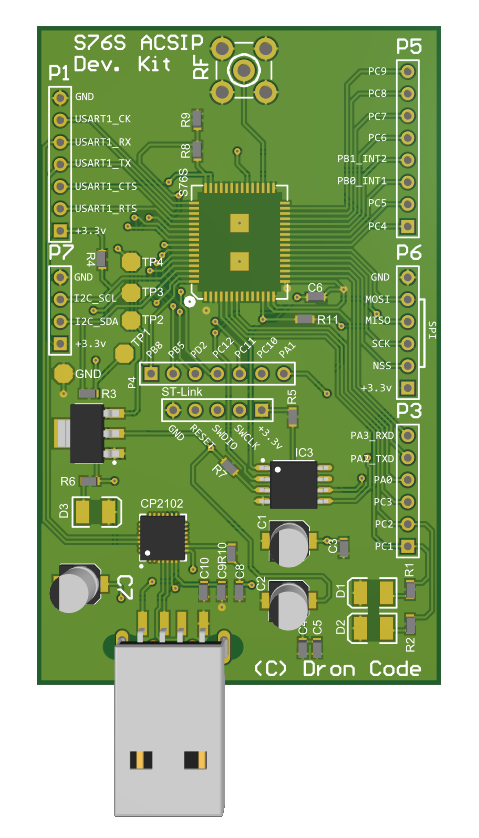 S76S ACSIP
Dev. Kit
RF
P1
GND
USART1_CK
USART1_RX
USART1_TX
USART1_CTS
USART1_RTS
+3.3v
P5
PC9
PC8
PC7
PC6
PB1_INT2
PB0_INT1
PC5
PC4
R9
R8
S76S
R4
P7
GND
I2C_SCL
I2C_SDA
+3.3v
TP4
TP3
TP2
TP1
GND
C6
R11
P6
GND
MOSI
MISO
SCK
NSS
+3.3v
SPI
P4
PB8
PB5
PD2
PC12
PC11
PC10
PA1
ST-Link
GND
RESET
SWDIO
SWCLK
+3.3v
R3
R5
R6
R7
IC3
P3
PA3_RXD
PA2_TXD
PA0
PC3
PC2
PC1
D3
CP2102
C1
C3
R10
C7
C10
C9
C8
C2
C4
C5
D1
D2
R1
R2
(C) Dron Code